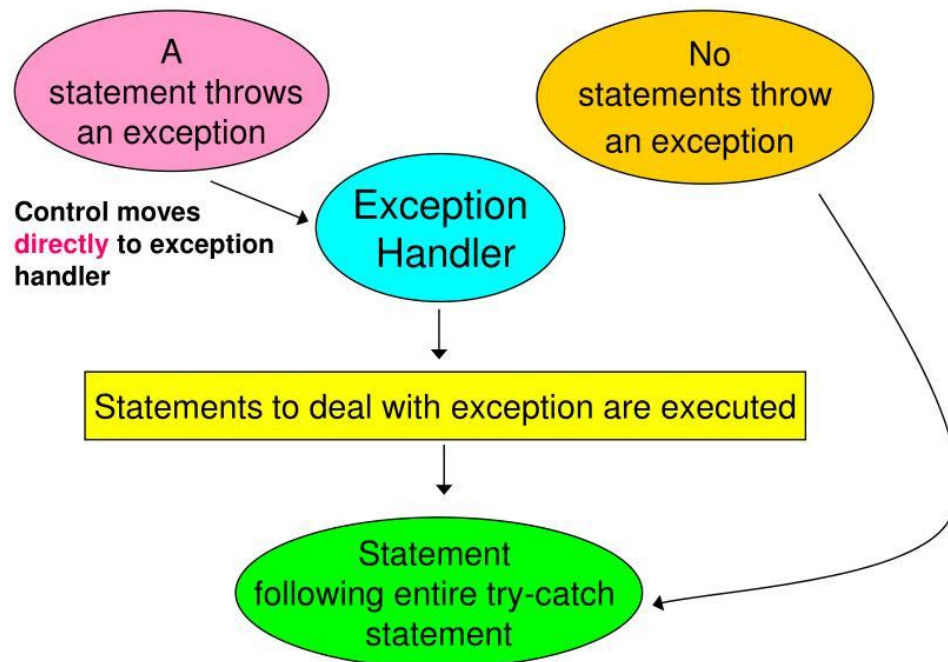 A
statement throws
an exception
No
statements throw
an exception
Control moves
directly to exception
handler
Exception
Handler
Statements to deal with exception are executed
Statement
following entire try-catch
statement